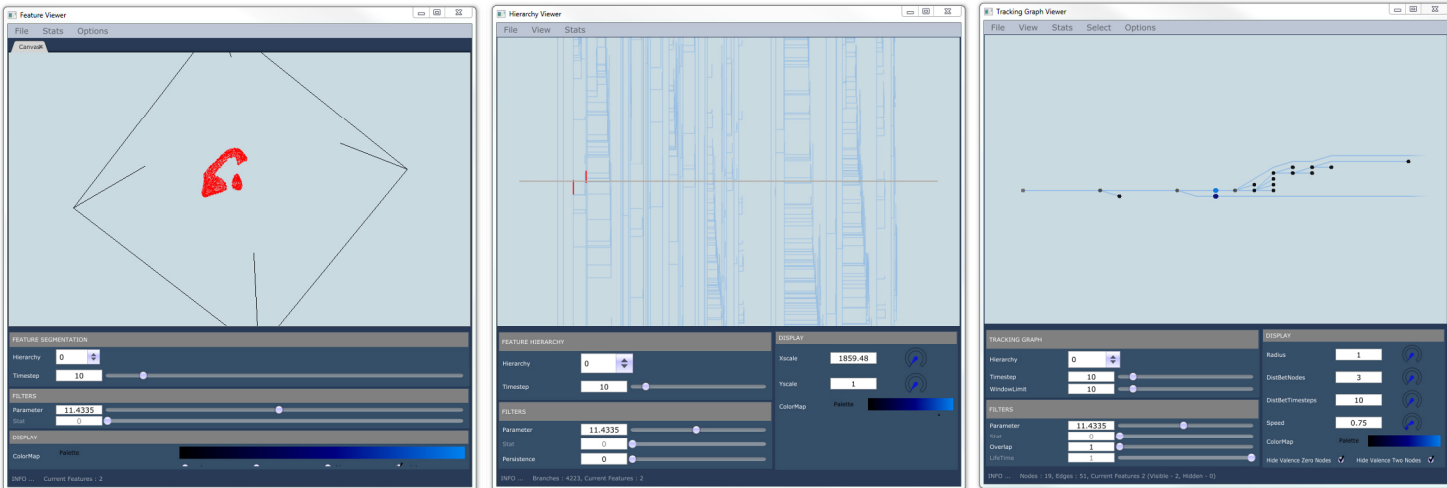 Feature Viewer
File Stats Options
Canvas
FEATURE SEGMENTATION
Hierarchy 0
Timestep 10
FILTERS
Parameter 11.4335
Stat 0
DISPLAY
ColorMap Palette
INFO ... Current Features : 2
Hierarchy Viewer
File View Stats
FEATURE HIERARCHY
Hierarchy 0
Timestep 10
FILTERS
Parameter 11.4335
Stat 0
Persistence 0
DISPLAY
Xscale 1859.48
Yscale 1
ColorMap Palette
INFO ... Branches : 4223, Current Features : 2
Tracking Graph Viewer
File View Stats Select Options
TRACKING GRAPH
Hierarchy 0
Timestep 10
WindowLimit 10
FILTERS
Parameter 11.4335
Stat 0
Overlap 1
LifeTime 1
DISPLAY
Radius 1
DistBetNodes 3
DistBetTimesteps 10
Speed 0.75
ColorMap Palette
Hide Valence Zero Nodes Hide Valence Two Nodes
INFO ... Nodes : 19, Edges : 51, Current Features 2 (Visible - 2, Hidden - 0)